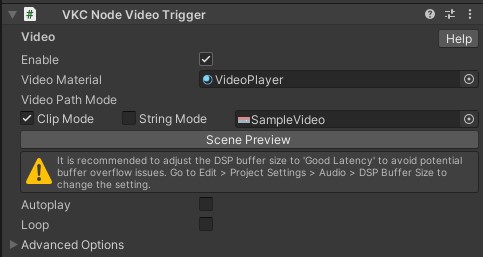 VKC Node Video Trigger
Video
Help
Enable
Video Material VideoPlayer
Video Path Mode
Clip Mode String Mode SampleVideo
Scene Preview
It is recommended to adjust the DSP buffer size to 'Good Latency' to avoid potential
buffer overflow issues. Go to Edit > Project Settings > Audio > DSP Buffer Size to
change the setting.
Autoplay
Loop
Advanced Options